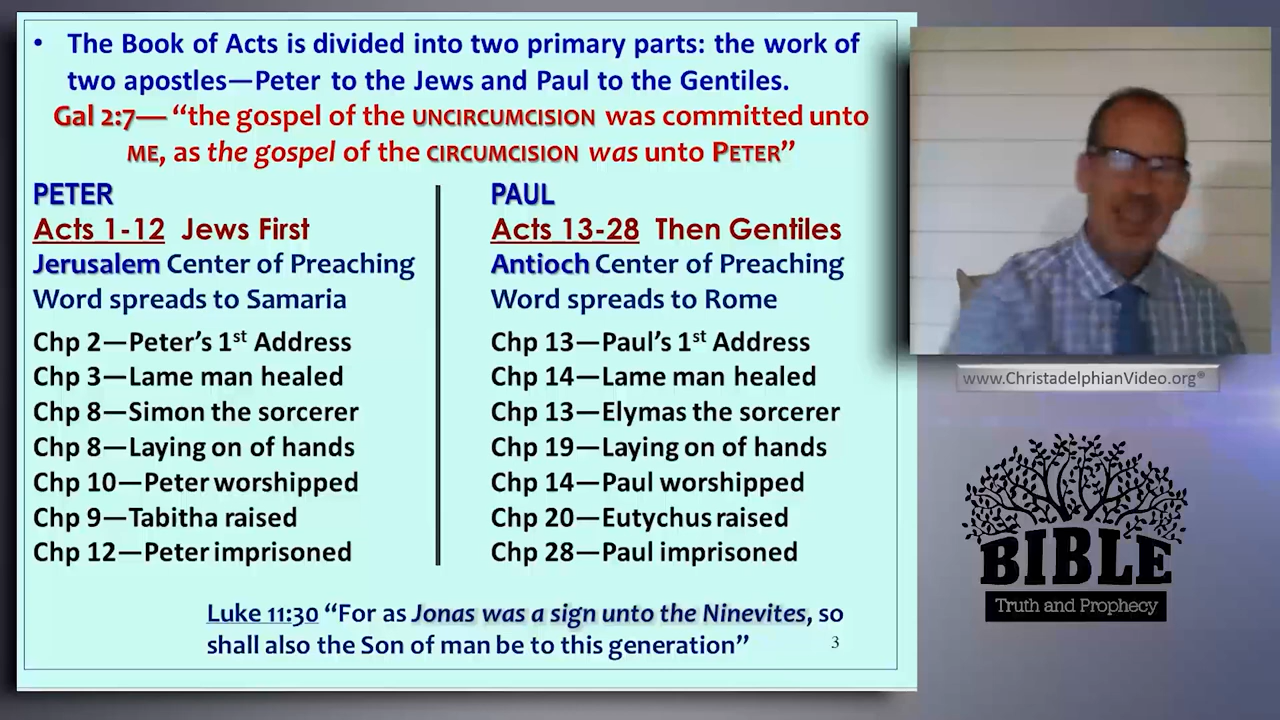 • The Book of Acts is divided into two primary parts: the work of
two apostles—Peter to the Jews and Paul to the Gentiles.
Gal 2:7— “the gospel of the UNCIRCUMCISION was committed unto
ME, as the gospel of the CIRCUMCISION was unto PETER”
PETER
Acts 1-12 Jews First
Jerusalem Center of Preaching
Word spreads to Samaria
Chp 2—Peter’s 1st Address
Chp 3—Lame man healed
Chp 8—Simon the sorcerer
Chp 8—Laying on of hands
Chp 10—Peter worshipped
Chp 9—Tabitha raised
Chp 12—Peter imprisoned
PAUL
Acts 13-28 Then Gentiles
Antioch Center of Preaching
Word spreads to Rome
Chp 13—Paul’s 1st Address
Chp 14—Lame man healed
Chp 13—Elymas the sorcerer
Chp 19—Laying on of hands
Chp 14—Paul worshipped
Chp 20—Eutychus raised
Chp 28—Paul imprisoned
Luke 11:30 “For as Jonas was a sign unto the Ninevites, so
shall also the Son of man be to this generation”
3
www.ChristadelphianVideo.org®
BIBLE
Truth and Prophecy